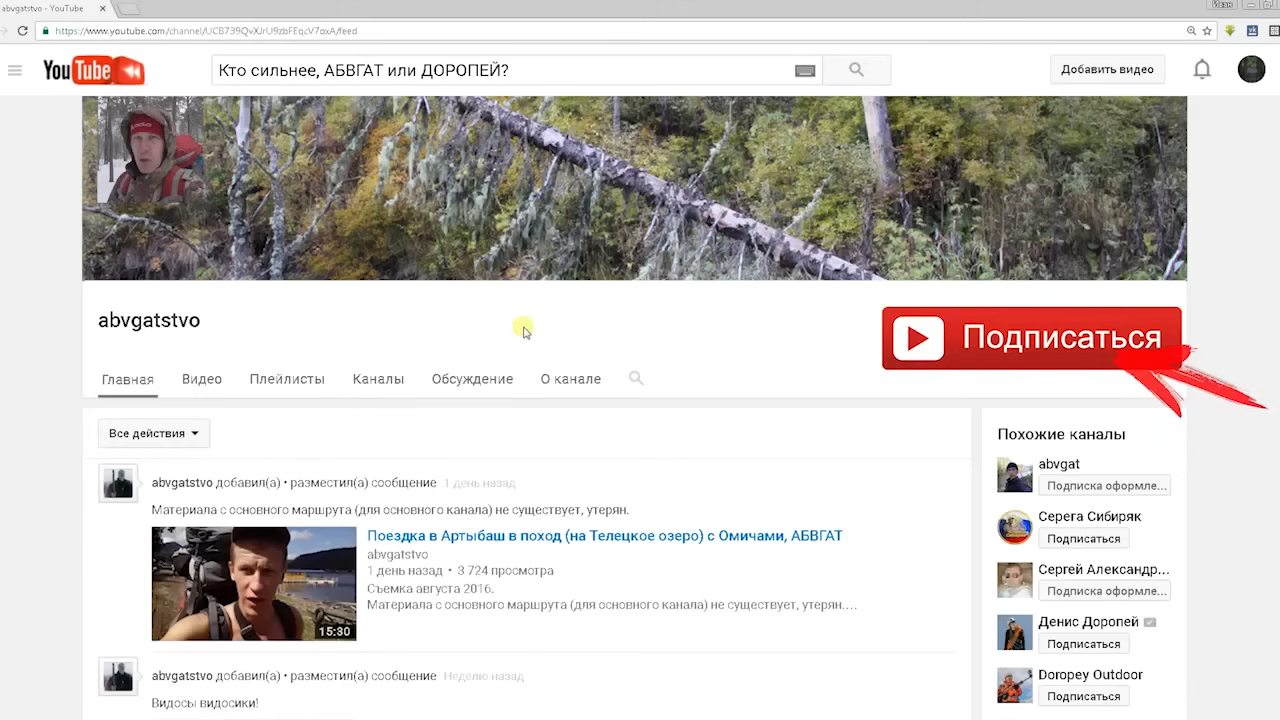 abvgatstvo - YouTube
Иван
https://www.youtube.com/channel/UCB739QvXJrU9zbFEqcV7oxA/feed
YouTube
Кто сильнее, АБВГАТ или ДОРОПЕЙ?
Добавить видео
abvgatstvo
Подписаться
Главная Видео Плейлисты Каналы Обсуждение О канале
Все действия
abvgatstvo добавил(а) • разместил(а) сообщение 1 день назад
Материала с основного маршрута (для основного канала) не существует, утерян.
Поездка в Артыбаш в поход (на Телецкое озеро) с Омичами, АБВГАТ
abvgatstvo
1 день назад • 3 724 просмотра
Съемка августа 2016.
Материала с основного маршрута (для основного канала) не существует, утерян....
15:30
abvgatstvo добавил(а) • разместил(а) сообщение Неделю назад
Видосы видосики!
Похожие каналы
abvgat
Подписка оформле...
Серега Сибиряк
Подписаться
Сергей Александр...
Подписка оформле...
Денис Доропей
Подписаться
Doropey Outdoor
Подписаться